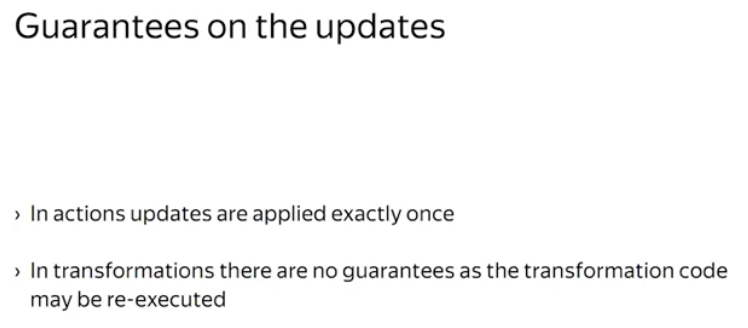 Guarantees on the updates
› In actions updates are applied exactly once
› In transformations there are no guarantees as the transformation code
may be re-executed